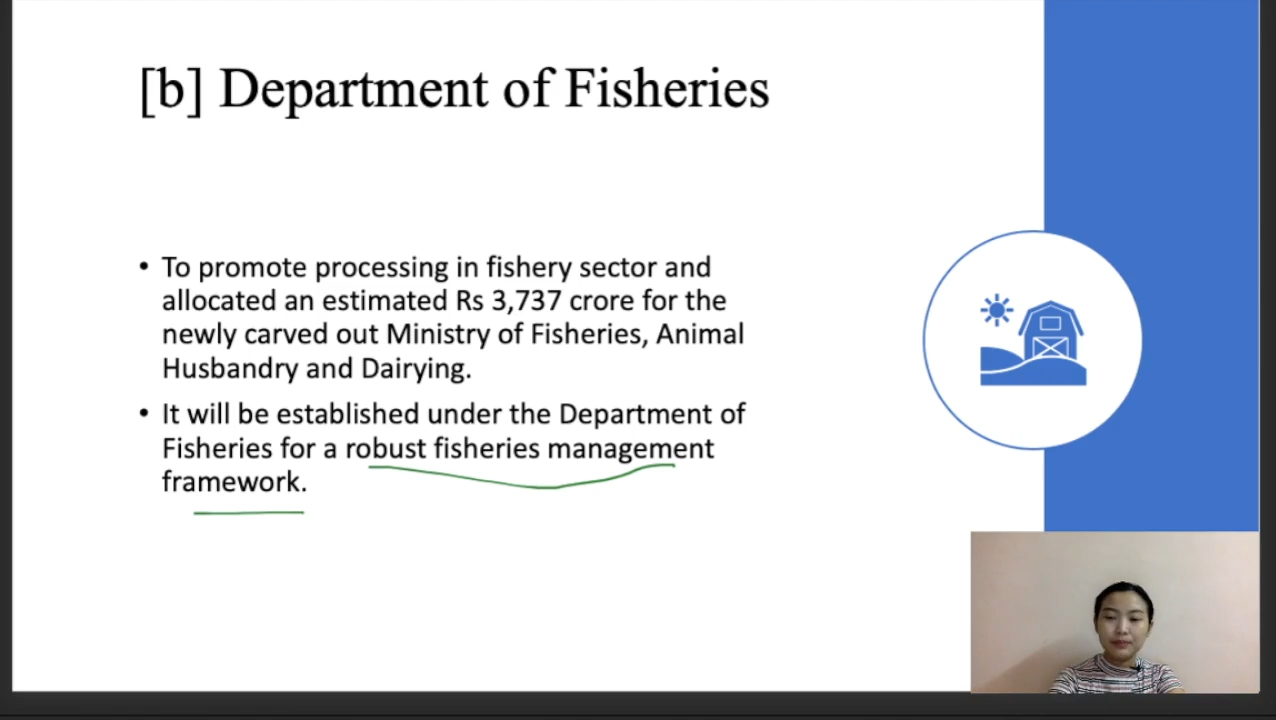 [b] Department of Fisheries
• To promote processing in fishery sector and
allocated an estimated Rs 3,737 crore for the
newly carved out Ministry of Fisheries, Animal
Husbandry and Dairying.
• It will be established under the Department of
Fisheries for a robust fisheries management
framework.